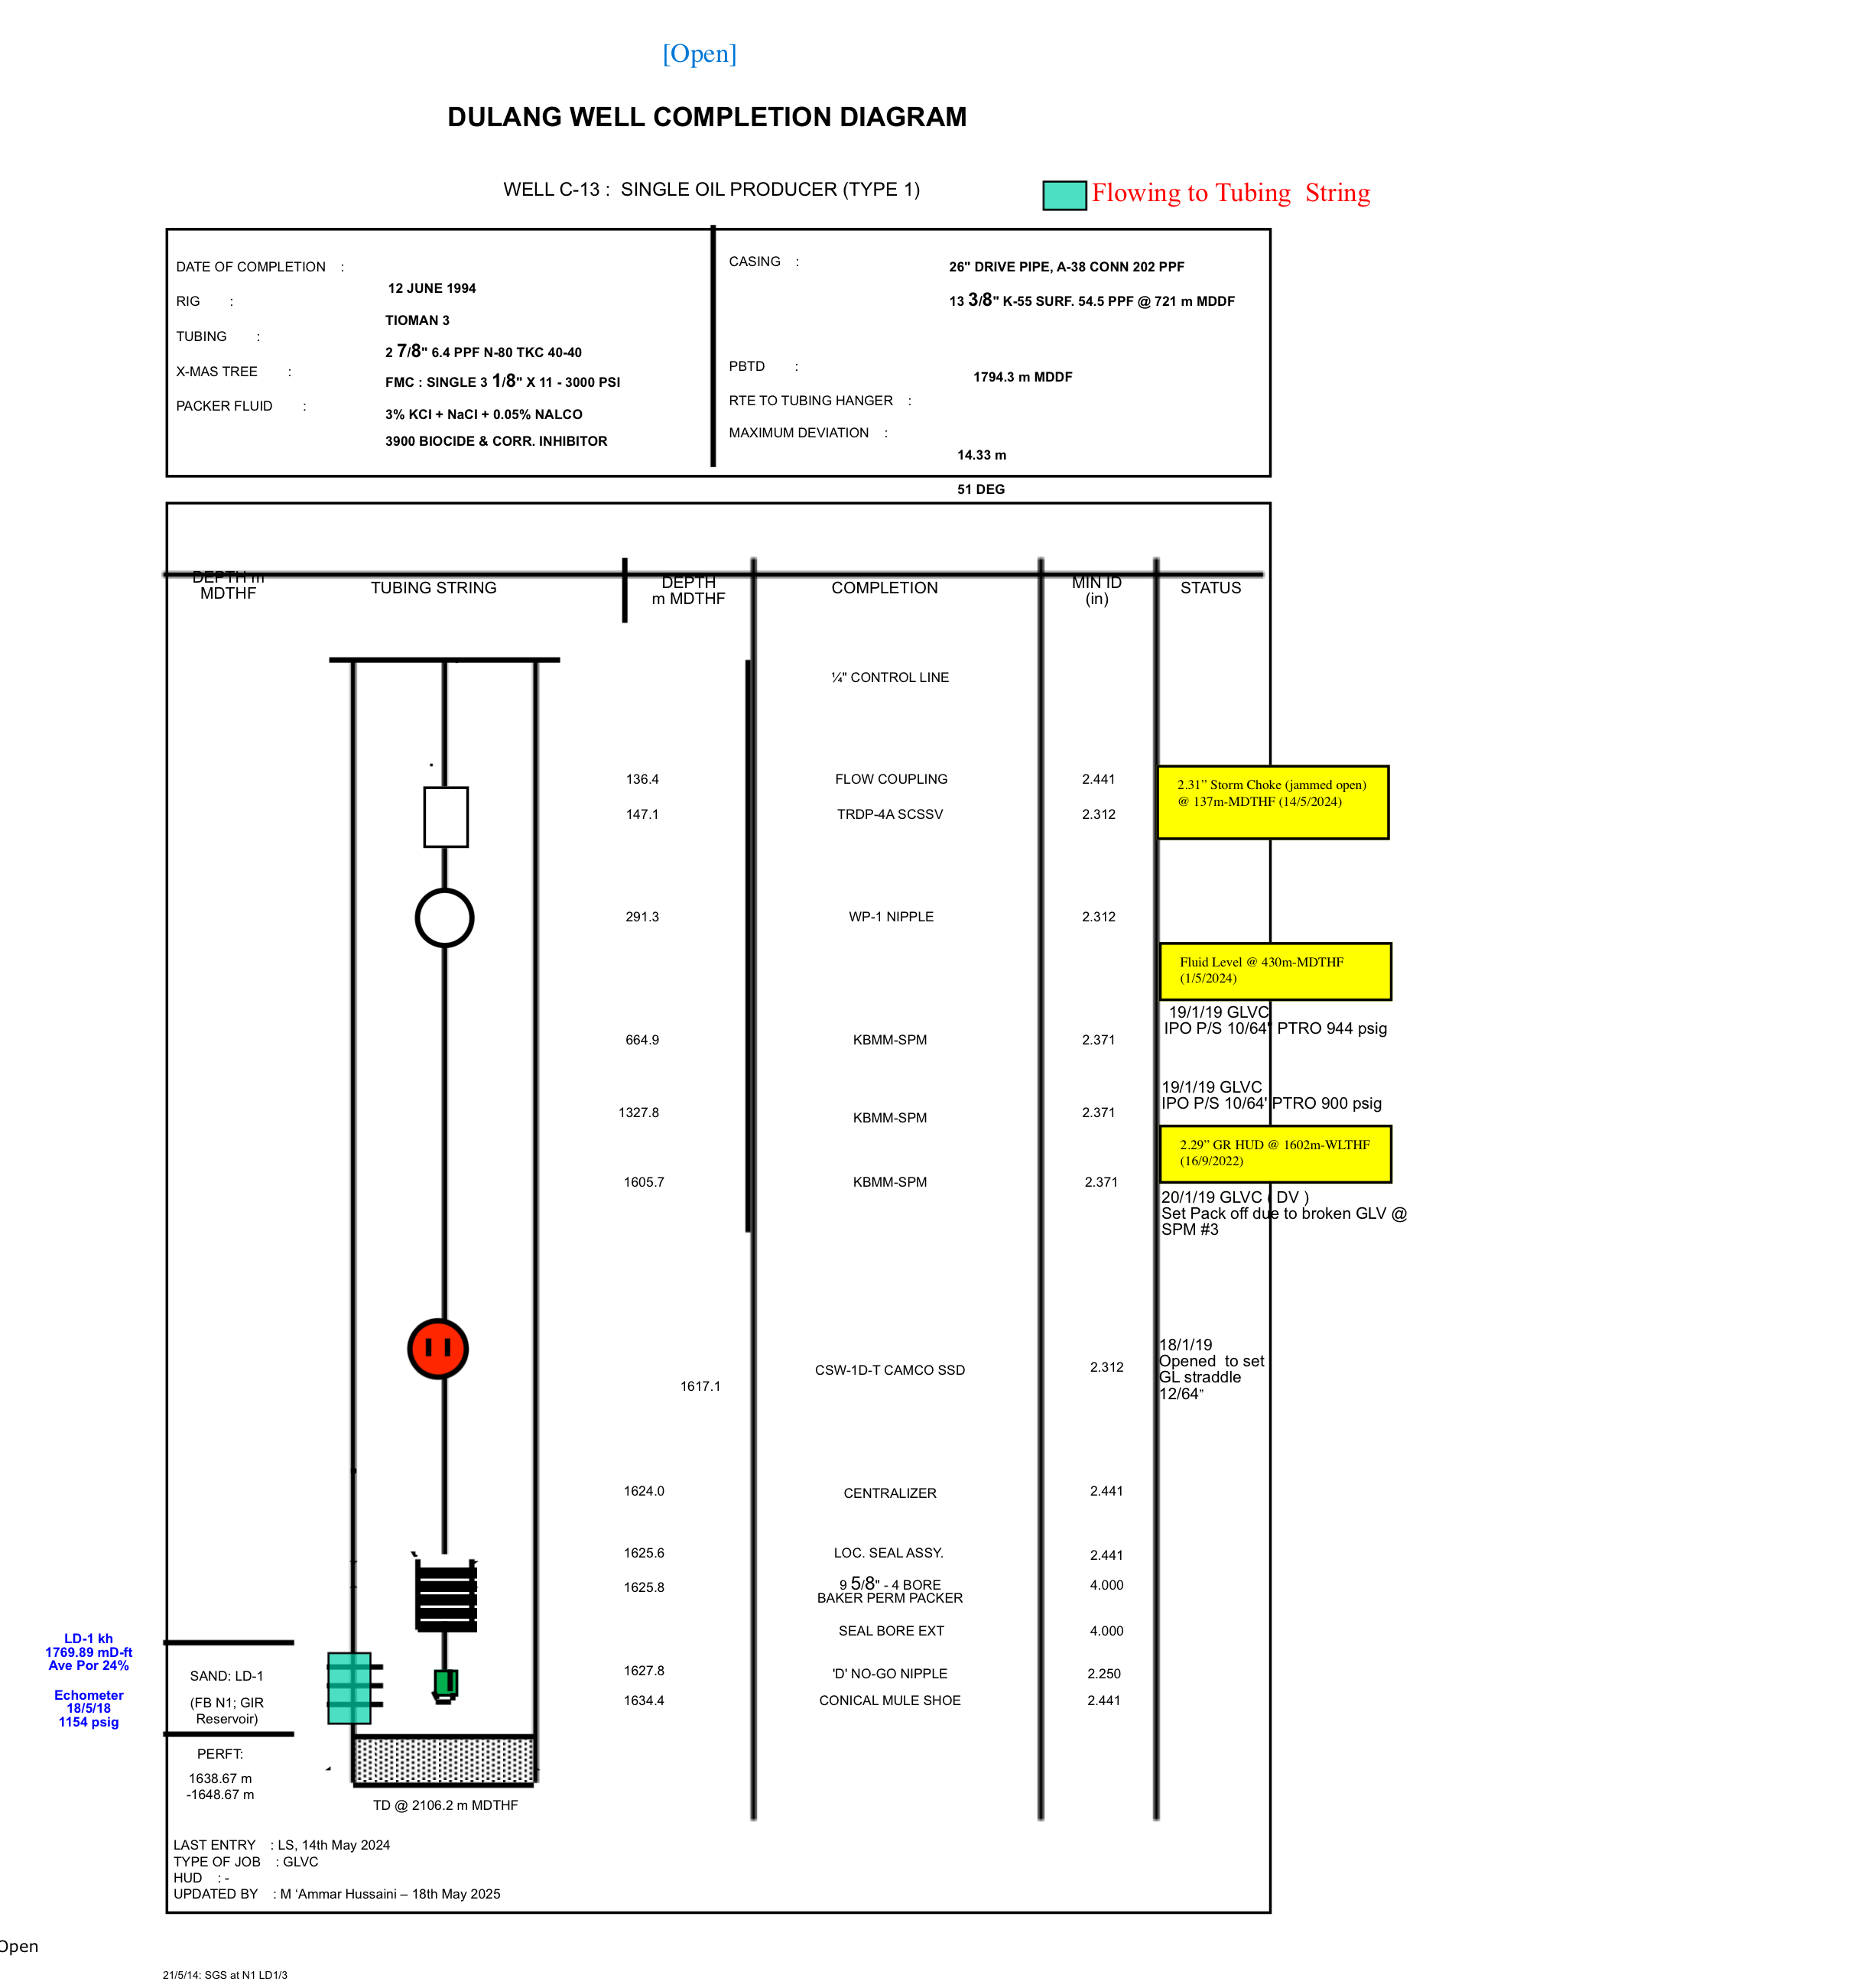 [Open]
DULANG WELL COMPLETION DIAGRAM
WELL C-13 : SINGLE OIL PRODUCER (TYPE 1)
Flowing to Tubing String
DATE OF COMPLETION :
12 JUNE 1994
RIG :
TIOMAN 3
TUBING :
2 7/8" 6.4 PPF N-80 TKC 40-40
X-MAS TREE :
FMC : SINGLE 3 1/8" X 11 - 3000 PSI
PACKER FLUID :
3% KCl + NaCl + 0.05% NALCO
3900 BIOCIDE & CORR. INHIBITOR
CASING :
26" DRIVE PIPE, A-38 CONN 202 PPF
13 3/8" K-55 SURF. 54.5 PPF @ 721 m MDDF
PBTD :
1794.3 m MDDF
RTE TO TUBING HANGER :
MAXIMUM DEVIATION :
14.33 m
51 DEG
DEPTH m
MDTHF
TUBING STRING
DEPTH
m MDTHF
COMPLETION
MIN ID
(in)
STATUS
¼" CONTROL LINE
136.4 FLOW COUPLING 2.441
147.1 TRDP-4A SCSSV 2.312
2.31” Storm Choke (jammed open)
@ 137m-MDTHF (14/5/2024)
291.3 WP-1 NIPPLE 2.312
Fluid Level @ 430m-MDTHF
(1/5/2024)
19/1/19 GLVC
IPO P/S 10/64" PTRO 944 psig
664.9 KBMM-SPM 2.371
19/1/19 GLVC
IPO P/S 10/64' PTRO 900 psig
1327.8 KBMM-SPM 2.371
2.29” GR HUD @ 1602m-WLTHF
(16/9/2022)
1605.7 KBMM-SPM 2.371
20/1/19 GLVC ( DV )
Set Pack off due to broken GLV @
SPM #3
18/1/19
Opened to set
GL straddle
12/64”
CSW-1D-T CAMCO SSD 2.312
1617.1
1624.0 CENTRALIZER 2.441
1625.6 LOC. SEAL ASSY. 2.441
1625.8 9 5/8" - 4 BORE 4.000
BAKER PERM PACKER
SEAL BORE EXT 4.000
1627.8 'D' NO-GO NIPPLE 2.250
1634.4 CONICAL MULE SHOE 2.441
LD-1 kh
1769.89 mD-ft
Ave Por 24%
Echometer
18/5/18
1154 psig
SAND: LD-1
(FB N1; GIR
Reservoir)
PERFT:
1638.67 m
-1648.67 m
TD @ 2106.2 m MDTHF
LAST ENTRY : LS, 14th May 2024
TYPE OF JOB : GLVC
HUD : -
UPDATED BY : M ‘Ammar Hussaini – 18th May 2025
Open
21/5/14: SGS at N1 LD1/3